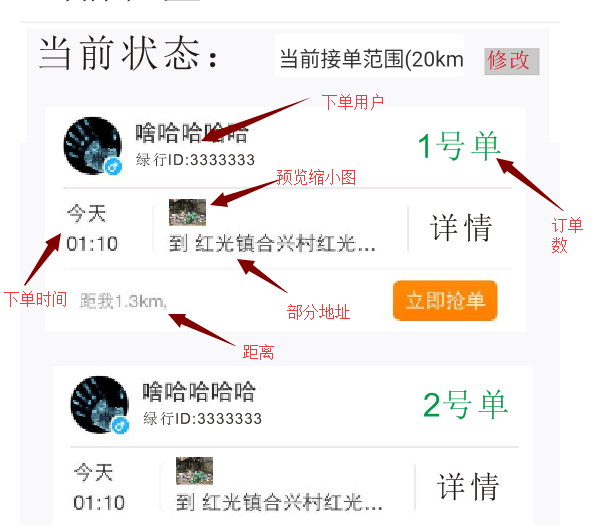 当前状态：
当前接单范围(20km
修改
下单用户
啥哈哈哈哈
绿行ID:3333333
1号单
预览缩小图
今天
01:10
到 红光镇合兴村红光...
详情
订单
数
下单时间
部分地址
距我1.3km,
立即抢单
距离
啥哈哈哈哈
绿行ID:3333333
2号单
今天
01:10
到 红光镇合兴村红光...
详情